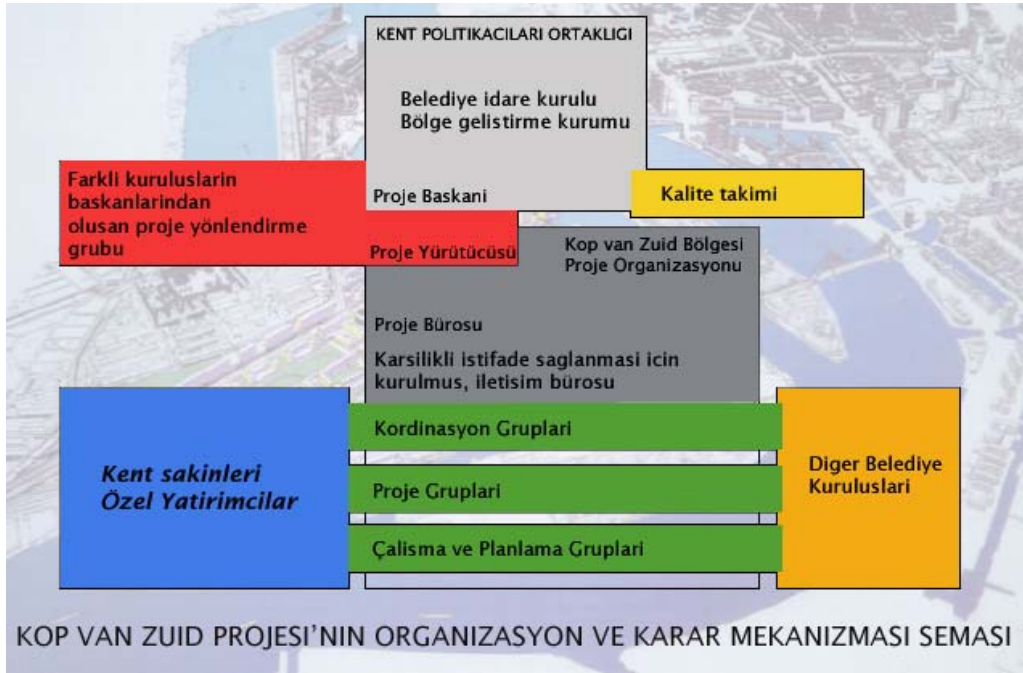 KENT POLITIKACILARI ORTAKLIGI
Belediye idare kurulu
Bölge gelistirme kurumu
Proje Baskani
Farkli kuruluslarin
baskanlarindan
olusan proje yönlendirme
grubu
Kalite takimi
Proje Yürütücüsü
Kop van Zuid Bölgesi
Proje Organizasyonu
Proje Bürosu
Karsilikli istifade saglanmasi icin
kurulmus, iletisim bürosu
Kent sakinleri
Özel Yatirimcilar
Kordinasyon Gruplari
Proje Gruplari
Çalisma ve Planlama Gruplari
Diger Belediye
Kuruluslari
KOP VAN ZUID PROJESI'NIN ORGANIZASYON VE KARAR MEKANIZMASI SEMASI